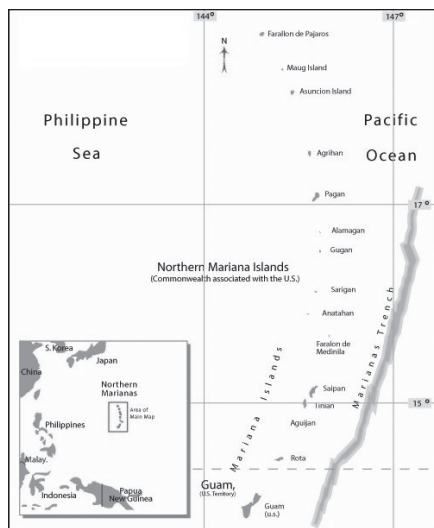 144°
147°
N
Farallon de Pajaros
Maug Island
Asuncion Island
Philippine
Sea
Pacific
Ocean
Agrihan
Pagan
17°
Alamagan
Gugan
Northern Mariana Islands
(Commonwealth associated with the U.S.)
Sarigan
Anatahan
Faralon de
Medinila
Marianas Trench
Mariana Islands
Saipan
15°
Tinian
Aguijan
Rota
Guam,
(U.S. Territory)
Guam
(U.S.)
S. Korea
Japan
China
Northern
Marianas
Area of
Main Map
Philippines
Malay.
Indonesia
Papua
New Guinea